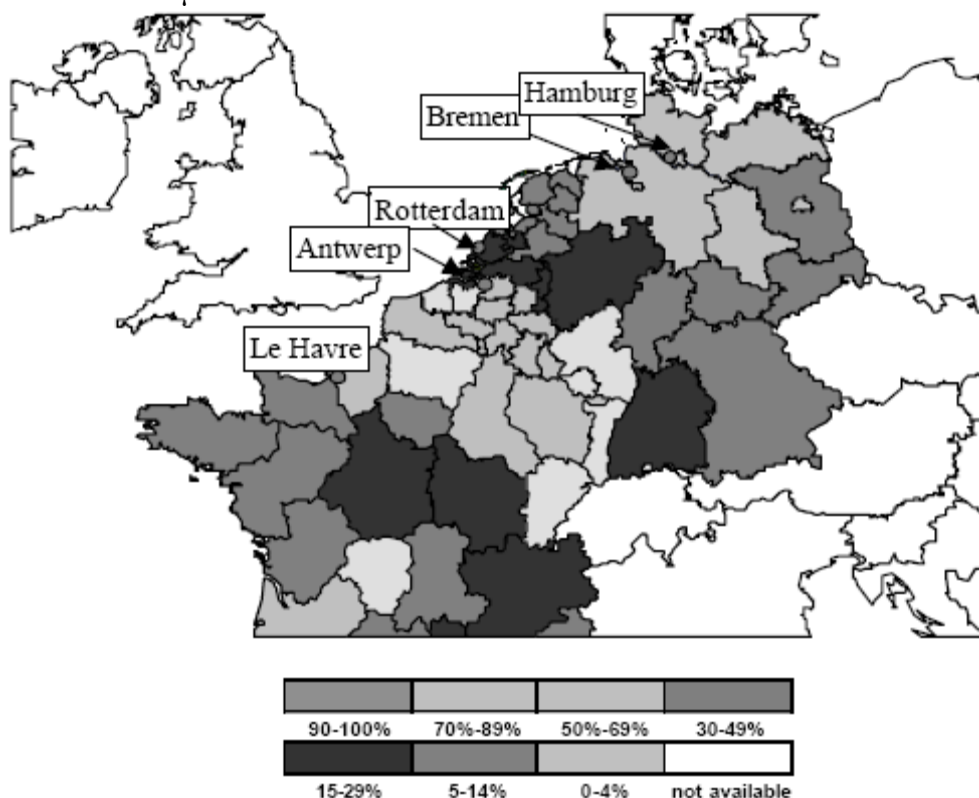 Hamburg
Bremen
Rotterdam
Antwerp
Le Havre
90-100% 70%-89% 50%-69% 30-49%
15-29% 5-14% 0-4% not available